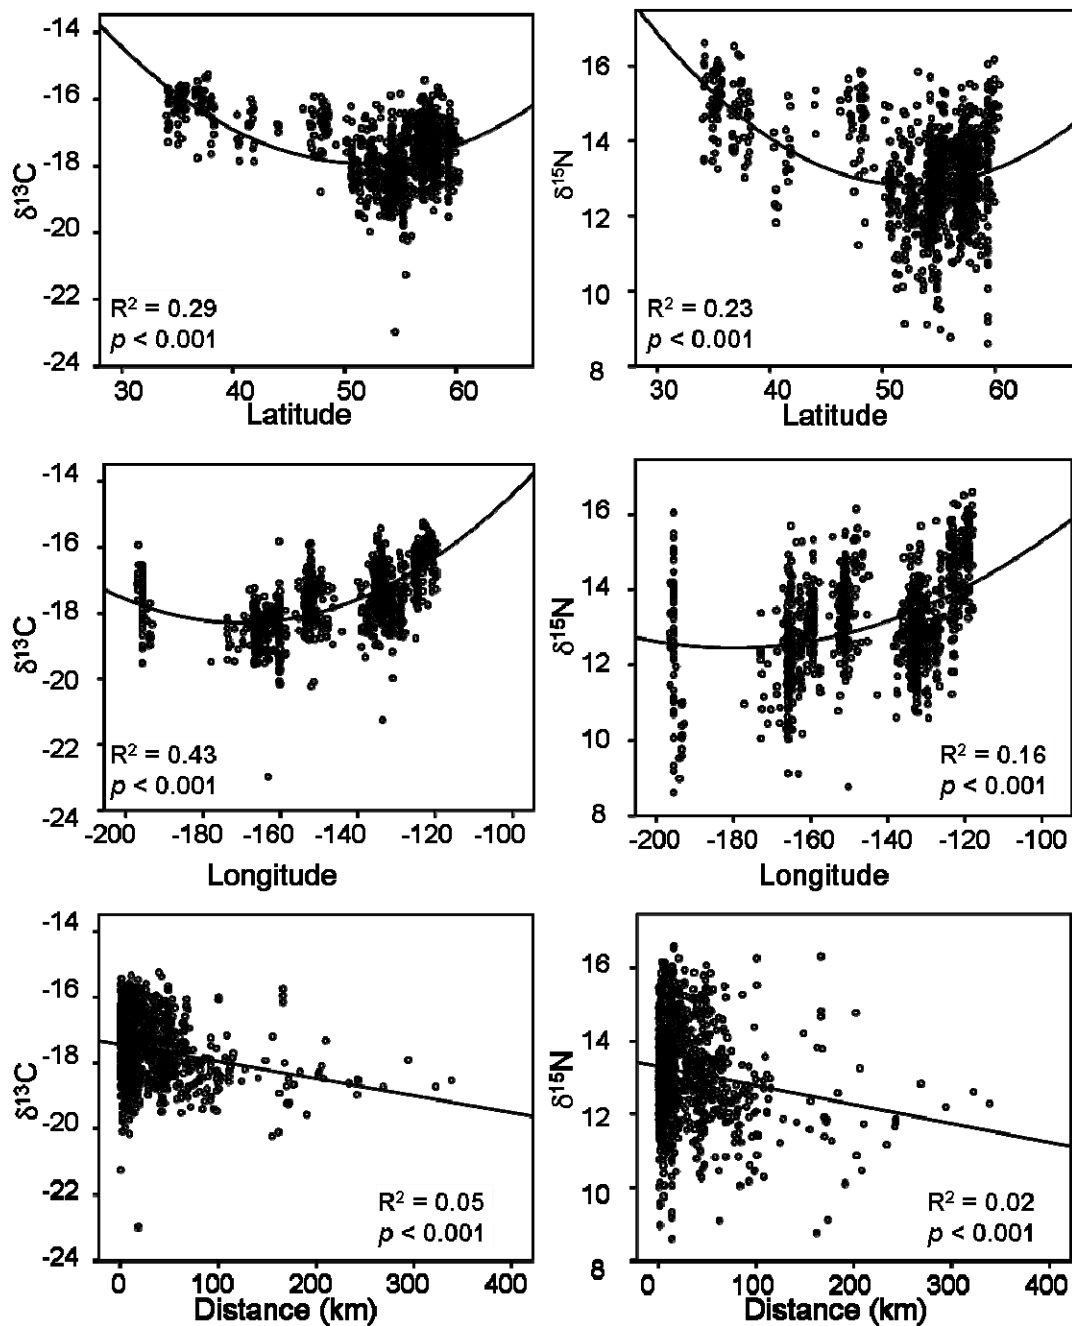 -14
-16
-18
-20
-22
-24
δ13C
R² = 0.29
p < 0.001
30 40 50 60
Latitude
16
14
12
10
8
δ15N
R² = 0.23
p < 0.001
30 40 50 60
Latitude
-14
-16
-18
-20
-22
-24
δ13C
R² = 0.43
p < 0.001
-200 -180 -160 -140 -120 -100
Longitude
16
14
12
10
8
δ15N
R² = 0.16
p < 0.001
-200 -180 -160 -140 -120 -100
Longitude
-14
-16
-18
-20
-22
-24
δ13C
R² = 0.05
p < 0.001
0 100 200 300 400
Distance (km)
16
14
12
10
8
δ15N
R² = 0.02
p < 0.001
0 100 200 300 400
Distance (km)